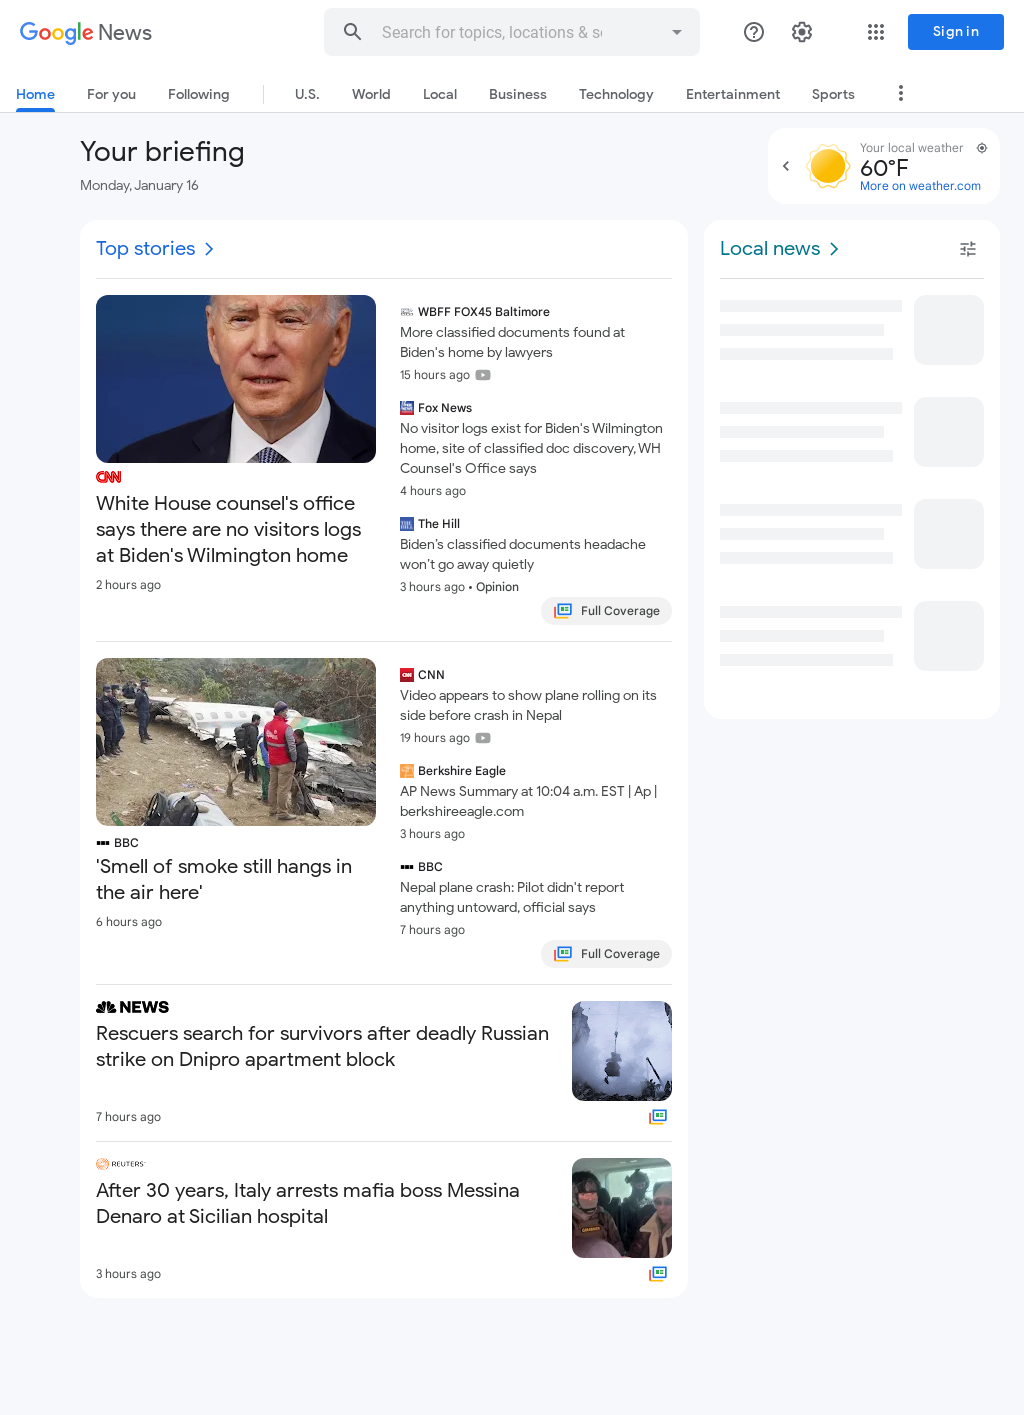 Google News
Search for topics, locations & so
Sign in
Home
For you
Following
U.S.
World
Local
Business
Technology
Entertainment
Sports
Your briefing
Monday, January 16
Your local weather
60°F
More on weather.com
Top stories
CNN
White House counsel's office
says there are no visitors logs
at Biden's Wilmington home
2 hours ago
WBFF FOX45 Baltimore
More classified documents found at
Biden's home by lawyers
15 hours ago
Fox News
No visitor logs exist for Biden's Wilmington
home, site of classified doc discovery, WH
Counsel's Office says
4 hours ago
THE HILL
The Hill
Biden’s classified documents headache
won’t go away quietly
3 hours ago • Opinion
Full Coverage
BBC
'Smell of smoke still hangs in
the air here'
6 hours ago
CNN
Video appears to show plane rolling on its
side before crash in Nepal
19 hours ago
Berkshire Eagle
AP News Summary at 10:04 a.m. EST | Ap |
berkshireeagle.com
3 hours ago
BBC
Nepal plane crash: Pilot didn't report
anything untoward, official says
7 hours ago
Full Coverage
NEWS
Rescuers search for survivors after deadly Russian
strike on Dnipro apartment block
7 hours ago
REUTERS
After 30 years, Italy arrests mafia boss Messina
Denaro at Sicilian hospital
3 hours ago
Local news